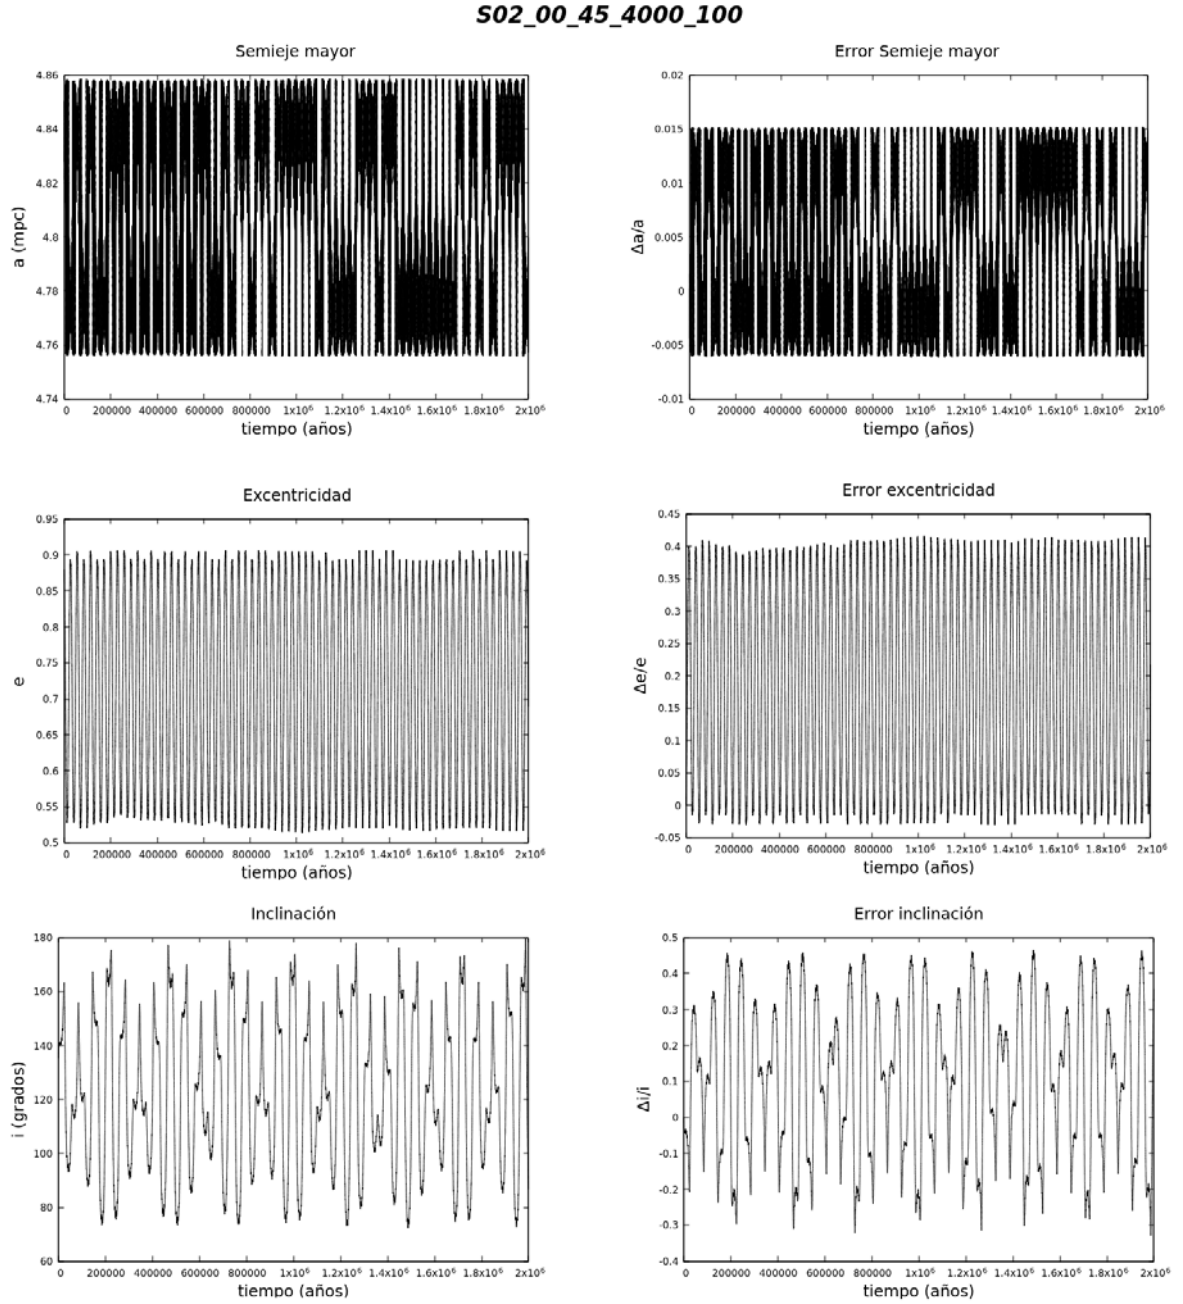 S02_00_45_4000_100
Semieje mayor
4.86
4.84
4.82
4.8
4.78
4.76
4.74
a (mpc)
0 200000 400000 600000 800000 1x10⁶ 1.2x10⁶ 1.4x10⁶ 1.6x10⁶ 1.8x10⁶ 2x10⁶
tiempo (años)
Error Semieje mayor
0.02
0.015
0.01
0.005
0
-0.005
-0.01
Δa/a
0 200000 400000 600000 800000 1x10⁶ 1.2x10⁶ 1.4x10⁶ 1.6x10⁶ 1.8x10⁶ 2x10⁶
tiempo (años)
Excentricidad
0.95
0.9
0.85
0.8
0.75
0.7
0.65
0.6
0.55
0.5
e
0 200000 400000 600000 800000 1x10⁶ 1.2x10⁶ 1.4x10⁶ 1.6x10⁶ 1.8x10⁶ 2x10⁶
tiempo (años)
Error excentricidad
0.45
0.4
0.35
0.3
0.25
0.2
0.15
0.1
0.05
0
-0.05
Δe/e
0 200000 400000 600000 800000 1x10⁶ 1.2x10⁶ 1.4x10⁶ 1.6x10⁶ 1.8x10⁶ 2x10⁶
tiempo (años)
Inclinación
180
160
140
120
100
80
60
i (grados)
0 200000 400000 600000 800000 1x10⁶ 1.2x10⁶ 1.4x10⁶ 1.6x10⁶ 1.8x10⁶ 2x10⁶
tiempo (años)
Error inclinación
0.5
0.4
0.3
0.2
0.1
0
-0.1
-0.2
-0.3
-0.4
Δi/i
0 200000 400000 600000 800000 1x10⁶ 1.2x10⁶ 1.4x10⁶ 1.6x10⁶ 1.8x10⁶ 2x10⁶
tiempo (años)